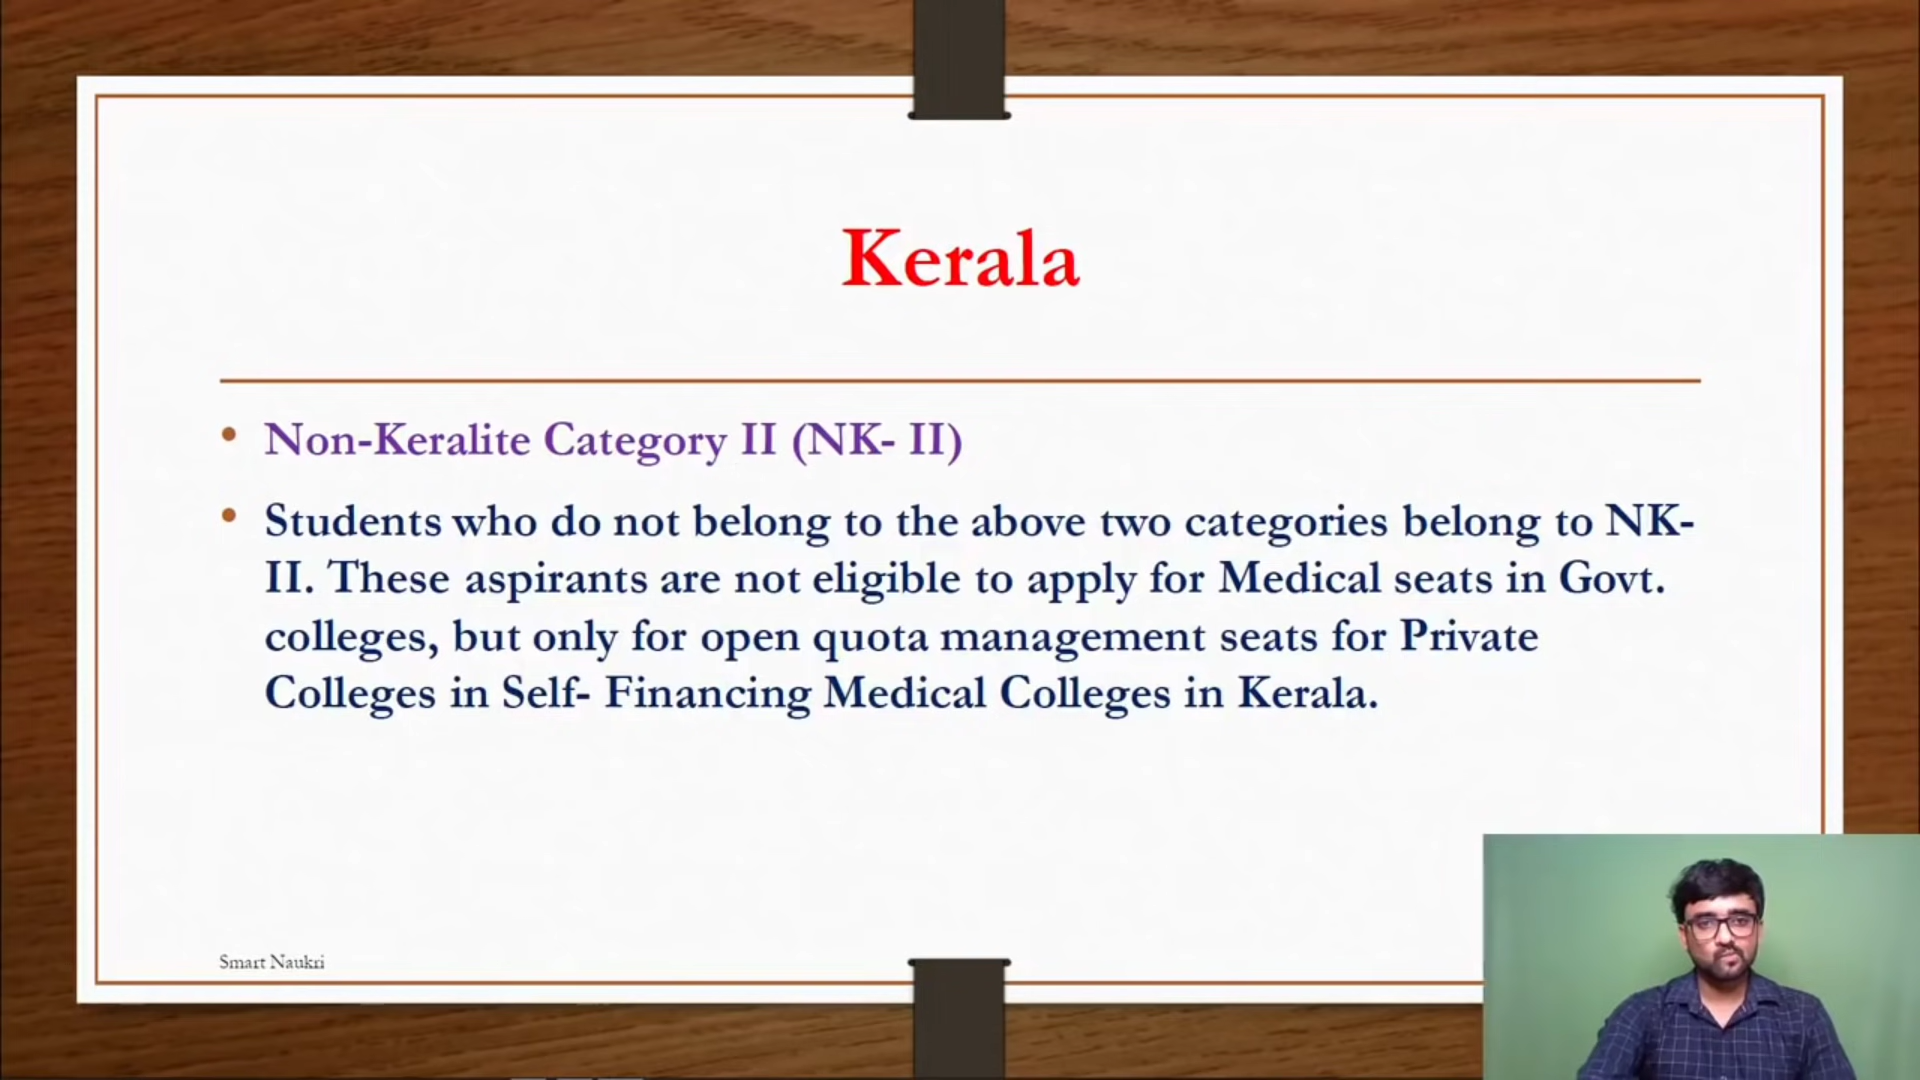 Kerala
• Non-Keralite Category II (NK- II)
• Students who do not belong to the above two categories belong to NK-
II. These aspirants are not eligible to apply for Medical seats in Govt.
colleges, but only for open quota management seats for Private
Colleges in Self- Financing Medical Colleges in Kerala.
Smart Naukri